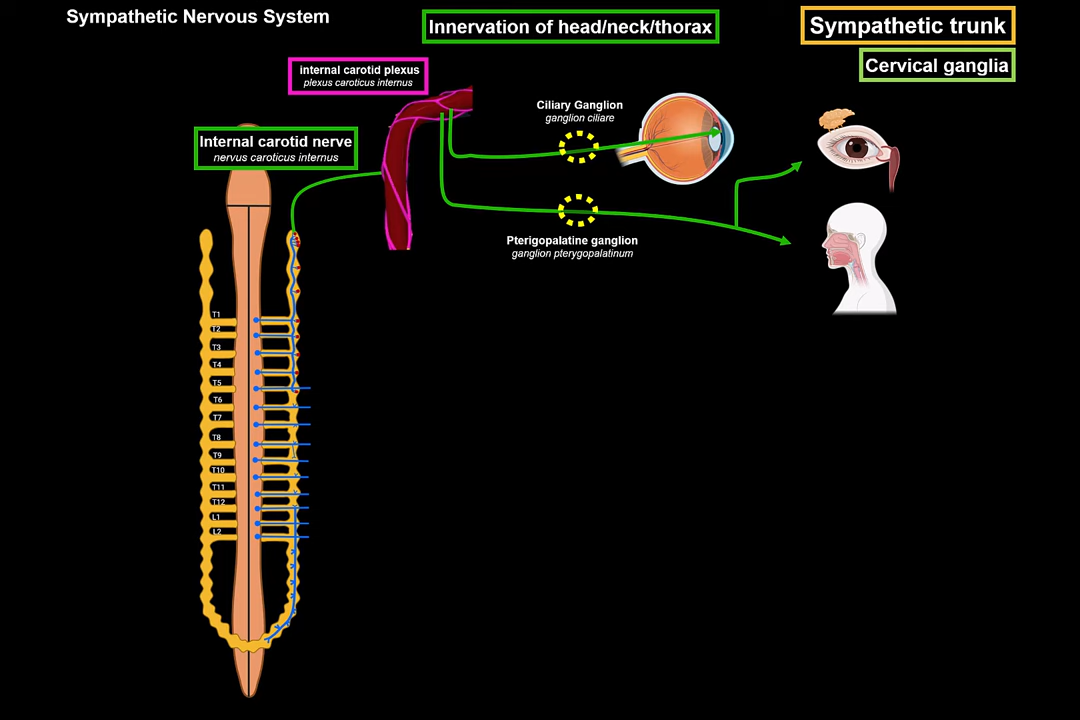 Sympathetic Nervous System
Innervation of head/neck/thorax
Sympathetic trunk
Cervical ganglia
internal carotid plexus
plexus caroticus internus
Ciliary Ganglion
ganglion ciliare
Internal carotid nerve
nervus caroticus internus
Pterigopalatine ganglion
ganglion pterygopalatinum
T1
T2
T3
T4
T5
T6
T7
T8
T9
T10
T11
T12
L1
L2